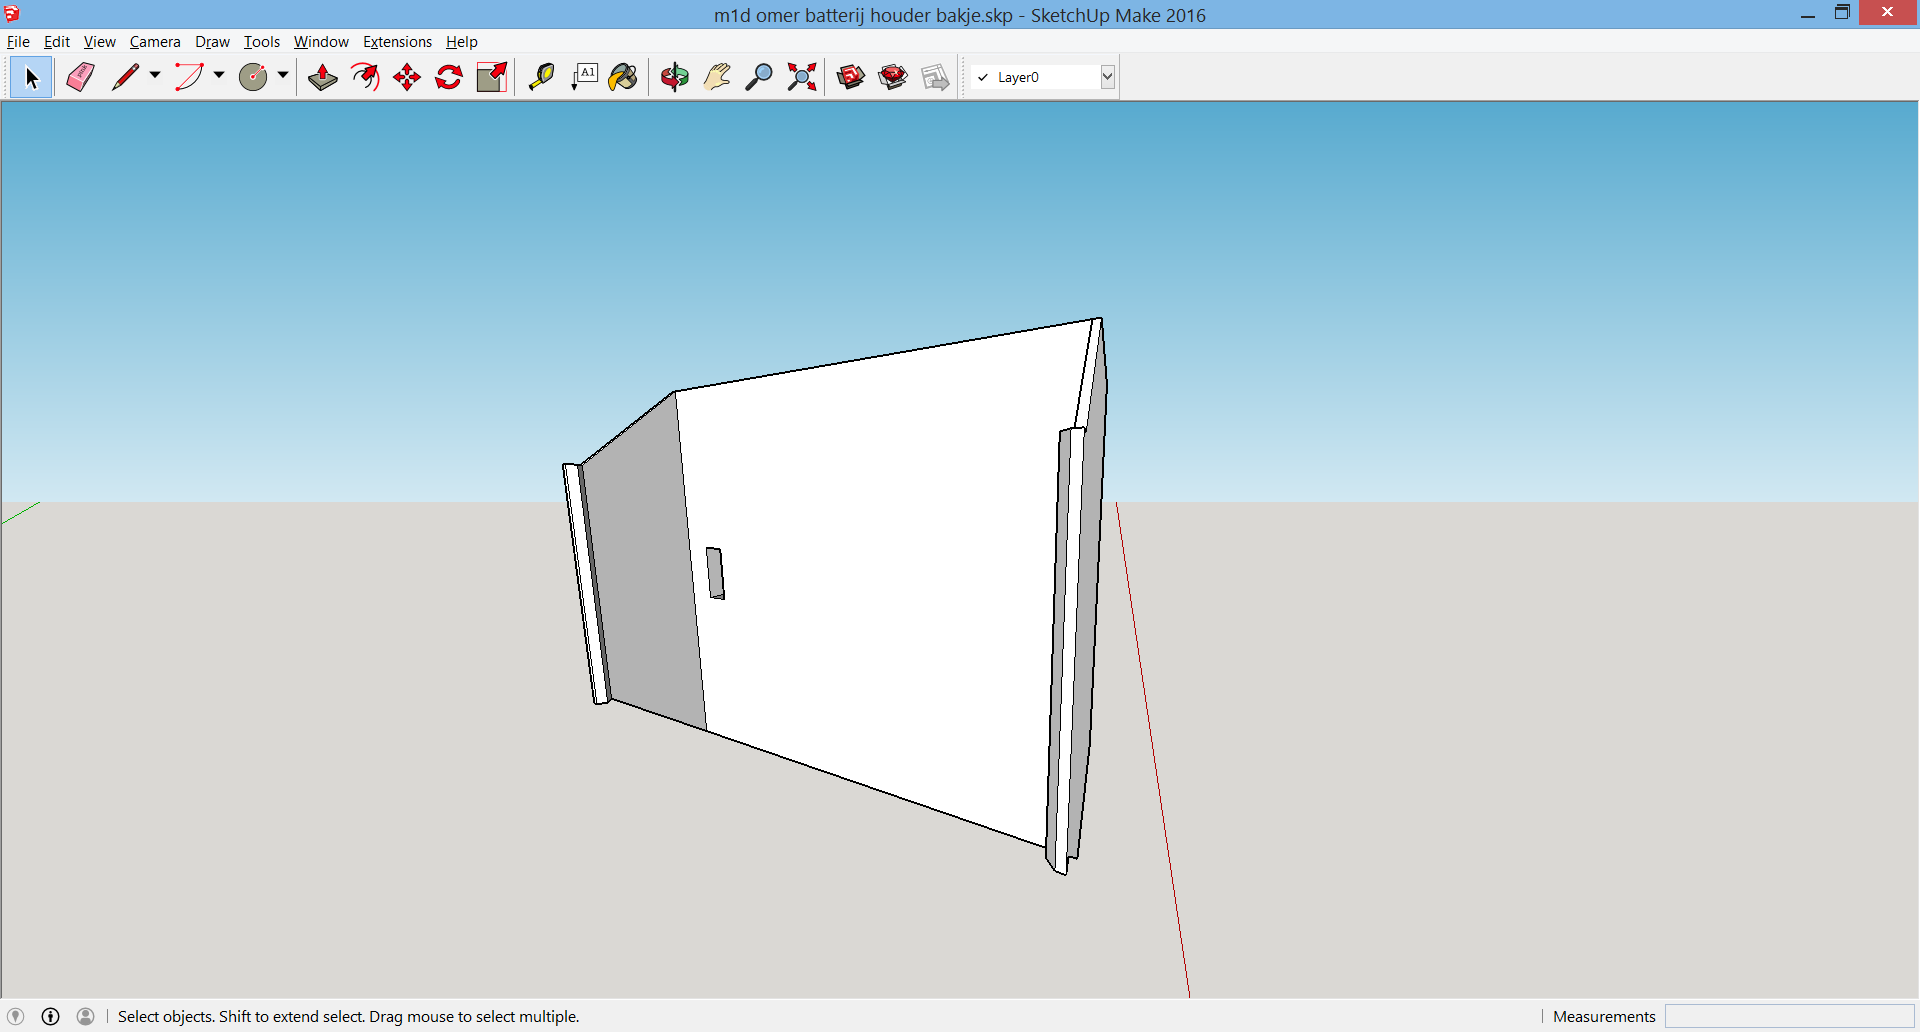 m1d omer batterij houder bakje.skp - SketchUp Make 2016
File Edit View Camera Draw Tools Window Extensions Help
A1
Layer0
Select objects. Shift to extend select. Drag mouse to select multiple.
Measurements